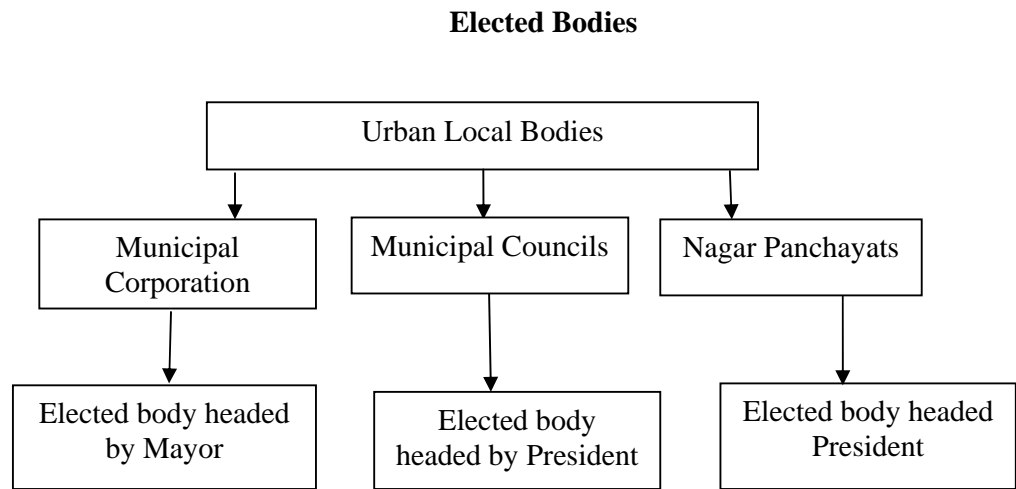 Elected Bodies
Urban Local Bodies
Municipal
Corporation
Municipal Councils
Nagar Panchayats
Elected body headed
by Mayor
Elected body
headed by President
Elected body headed
President